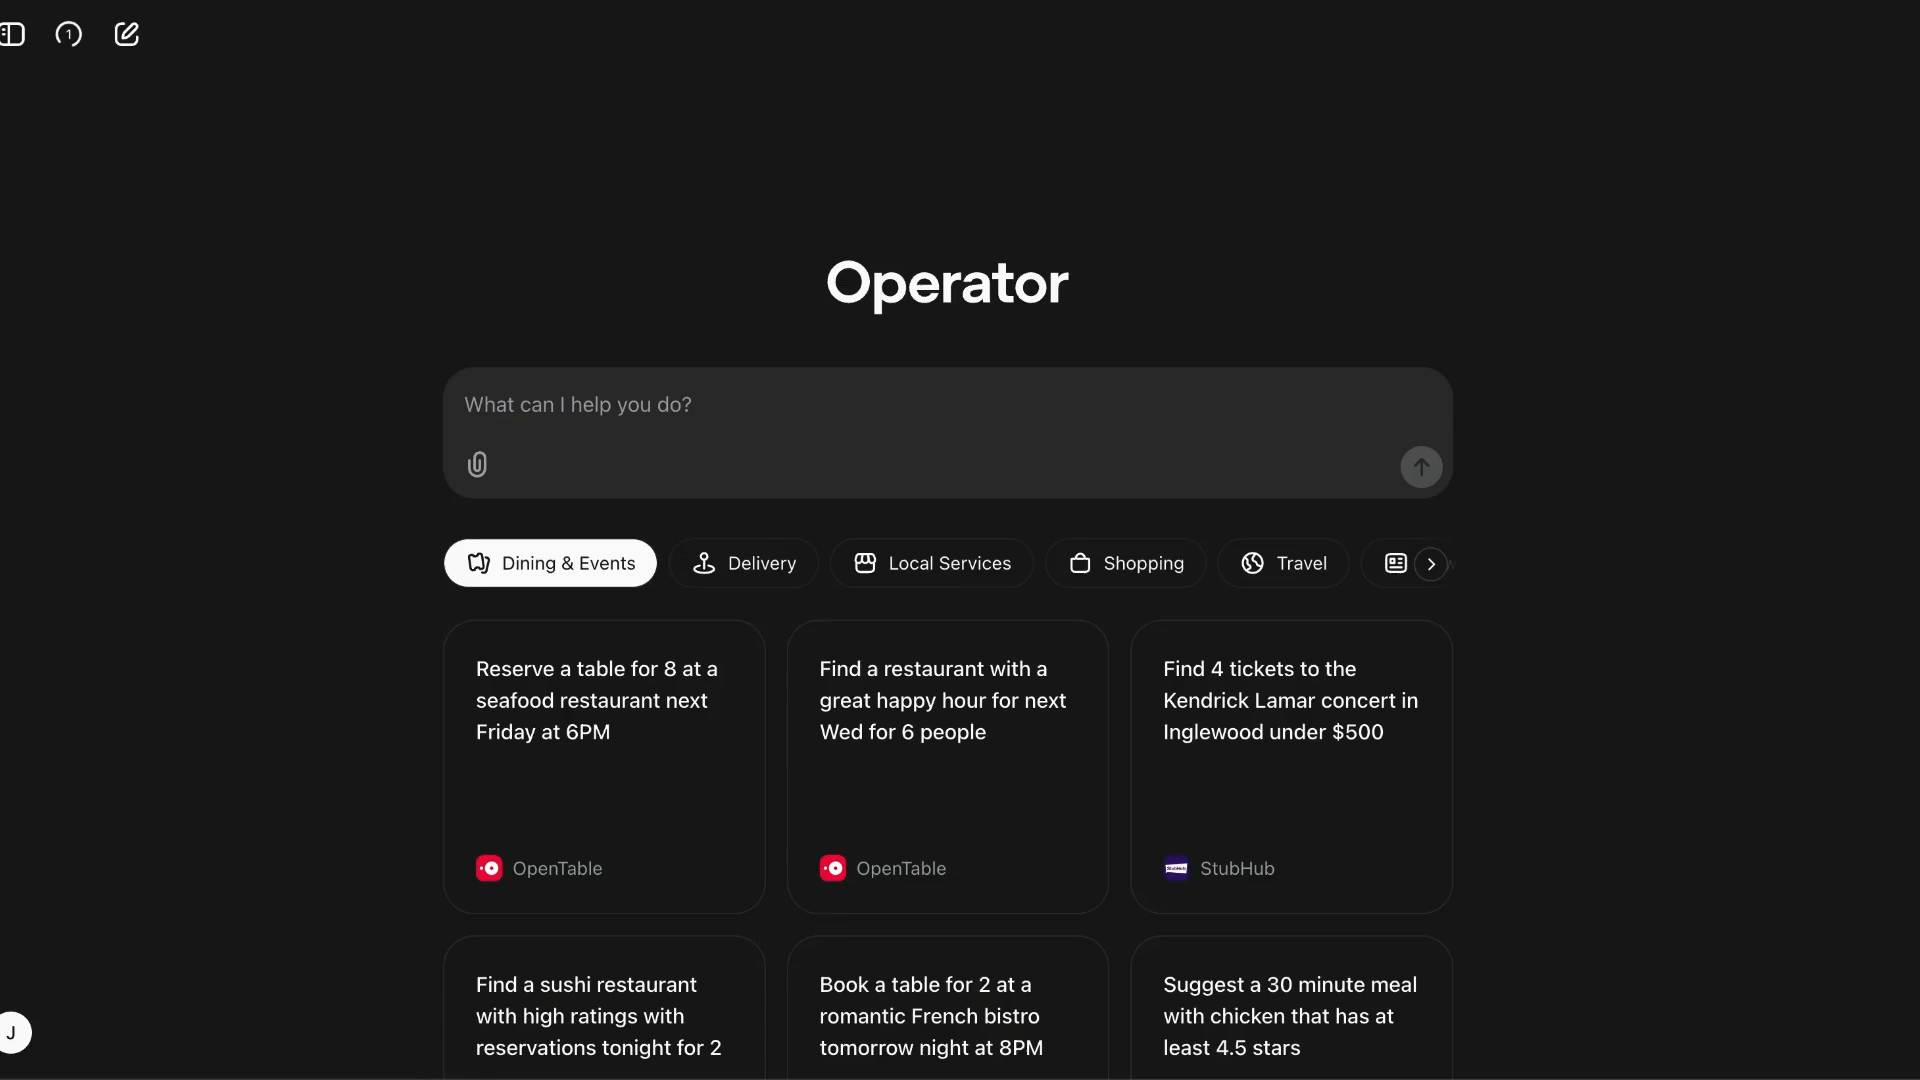 1
Operator
What can I help you do?
Dining & Events
Delivery
Local Services
Shopping
Travel
Reserve a table for 8 at a
seafood restaurant next
Friday at 6PM
OpenTable
Find a restaurant with a
great happy hour for next
Wed for 6 people
OpenTable
Find 4 tickets to the
Kendrick Lamar concert in
Inglewood under $500
StubHub
StubHub
Find a sushi restaurant
with high ratings with
reservations tonight for 2
Book a table for 2 at a
romantic French bistro
tomorrow night at 8PM
Suggest a 30 minute meal
with chicken that has at
least 4.5 stars
J